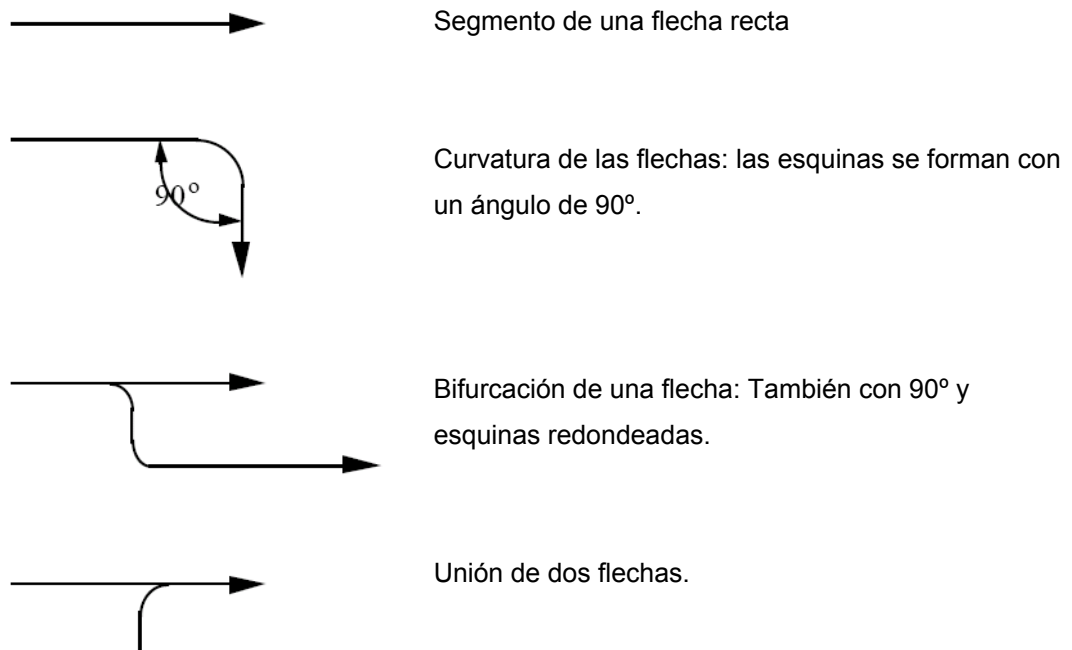 Segmento de una flecha recta
90º
Curvatura de las flechas: las esquinas se forman con
un ángulo de 90º.
Bifurcación de una flecha: También con 90º y
esquinas redondeadas.
Unión de dos flechas.